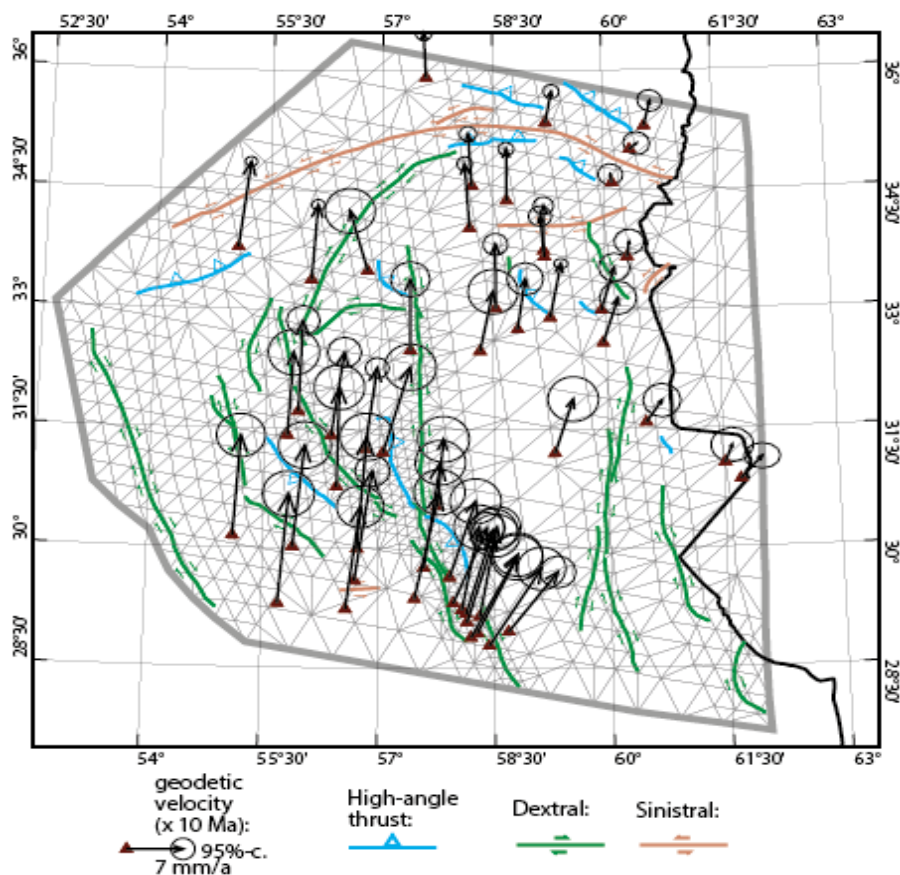 52°30' 54° 55°30' 57° 58°30' 60° 61°30' 63°
36° 36°
34°30' 34°30'
33° 33°
31°30' 31°30'
30° 30°
28°30' 28°30'
54° 55°30' 57° 58°30' 60° 61°30' 63°
geodetic
velocity
(x 10 Ma):
95%-c.
7 mm/a
High-angle
thrust:
Dextral:
Sinistral: